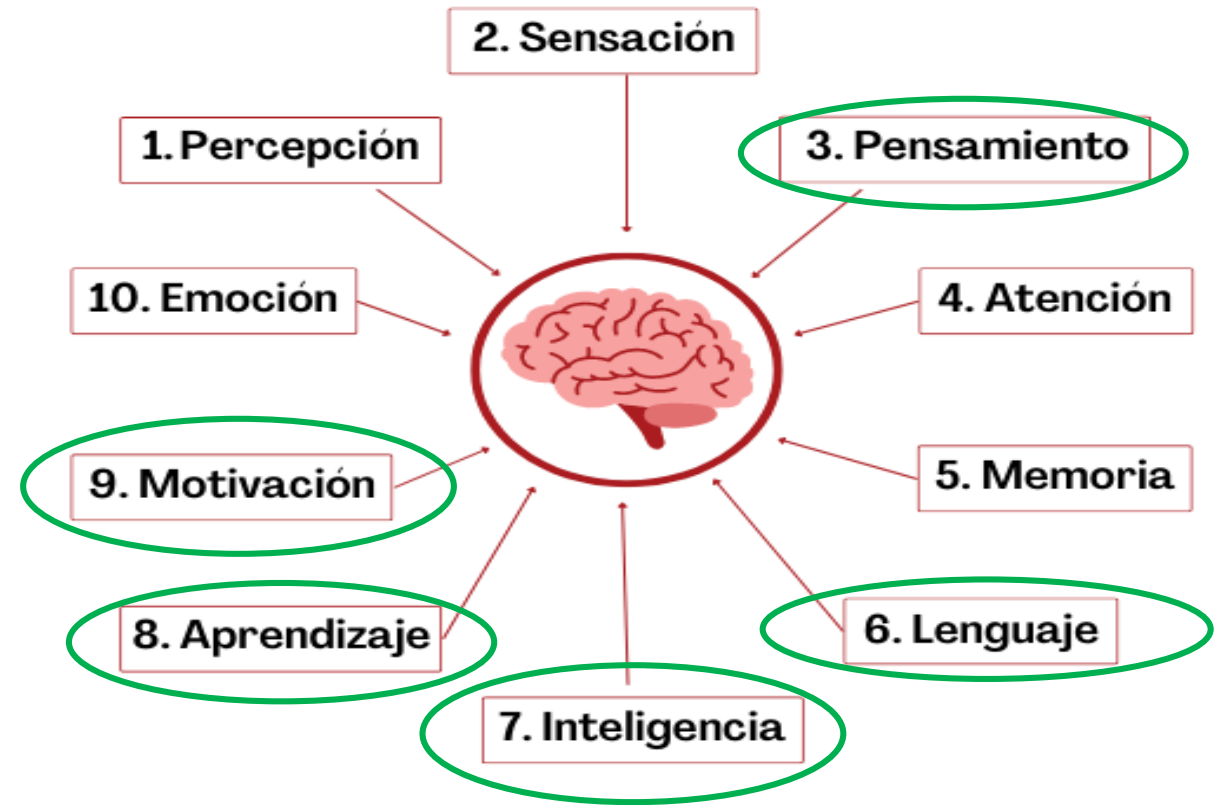 2. Sensación
1. Percepción
3. Pensamiento
10. Emoción
4. Atención
9. Motivación
5. Memoria
8. Aprendizaje
6. Lenguaje
7. Inteligencia